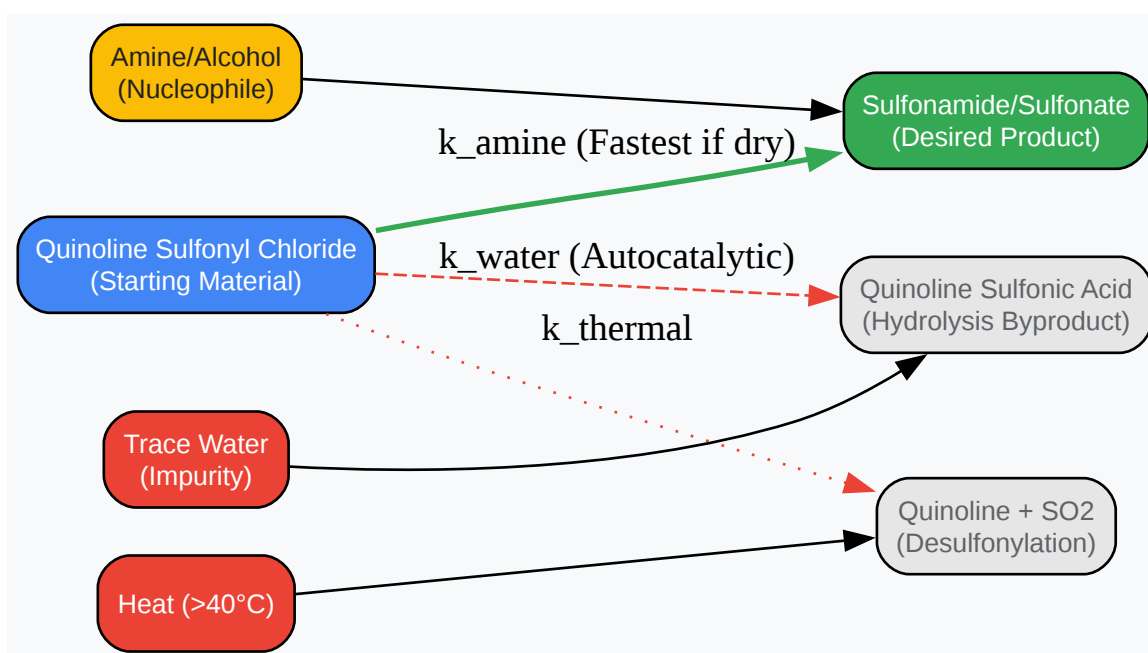 Amine/Alcohol
(Nucleophile)
Sulfonamide/Sulfonate
(Desired Product)
k_amine (Fastest if dry)
Quinoline Sulfonyl Chloride
(Starting Material)
k_water (Autocatalytic)
Quinoline Sulfonic Acid
(Hydrolysis Byproduct)
k_thermal
Trace Water
(Impurity)
Quinoline + SO2
(Desulfonylation)
Heat (>40°C)